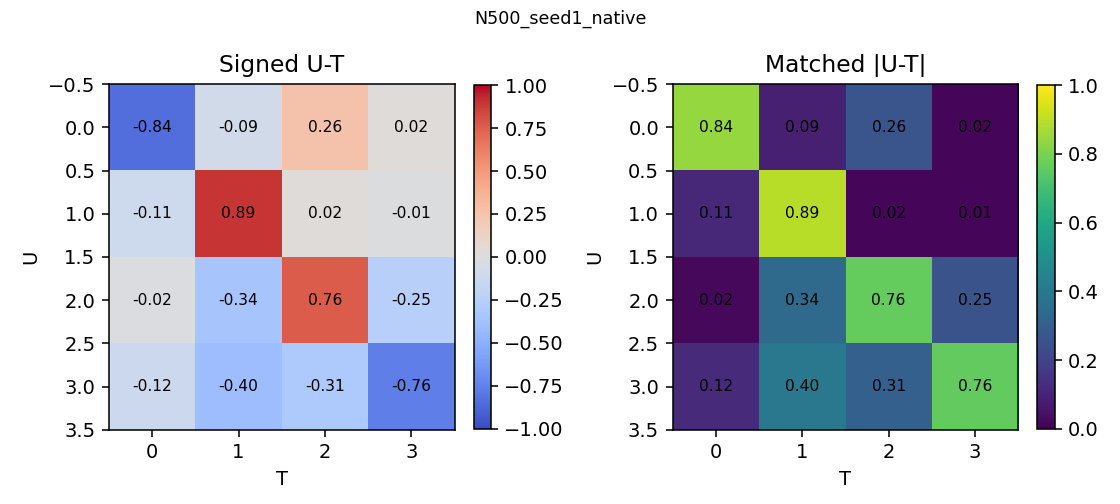 N500_seed1_native
Signed U-T
−0.5
0.0
0.5
1.0
1.5
2.0
2.5
3.0
3.5
U
-0.84 -0.09 0.26 0.02
-0.11 0.89 0.02 -0.01
-0.02 -0.34 0.76 -0.25
-0.12 -0.40 -0.31 -0.76
0 1 2 3
T
1.00
0.75
0.50
0.25
0.00
−0.25
−0.50
−0.75
−1.00
Matched |U-T|
−0.5
0.0
0.5
1.0
1.5
2.0
2.5
3.0
3.5
U
0.84 0.09 0.26 0.02
0.11 0.89 0.02 0.01
0.02 0.34 0.76 0.25
0.12 0.40 0.31 0.76
0 1 2 3
T
1.0
0.8
0.6
0.4
0.2
0.0